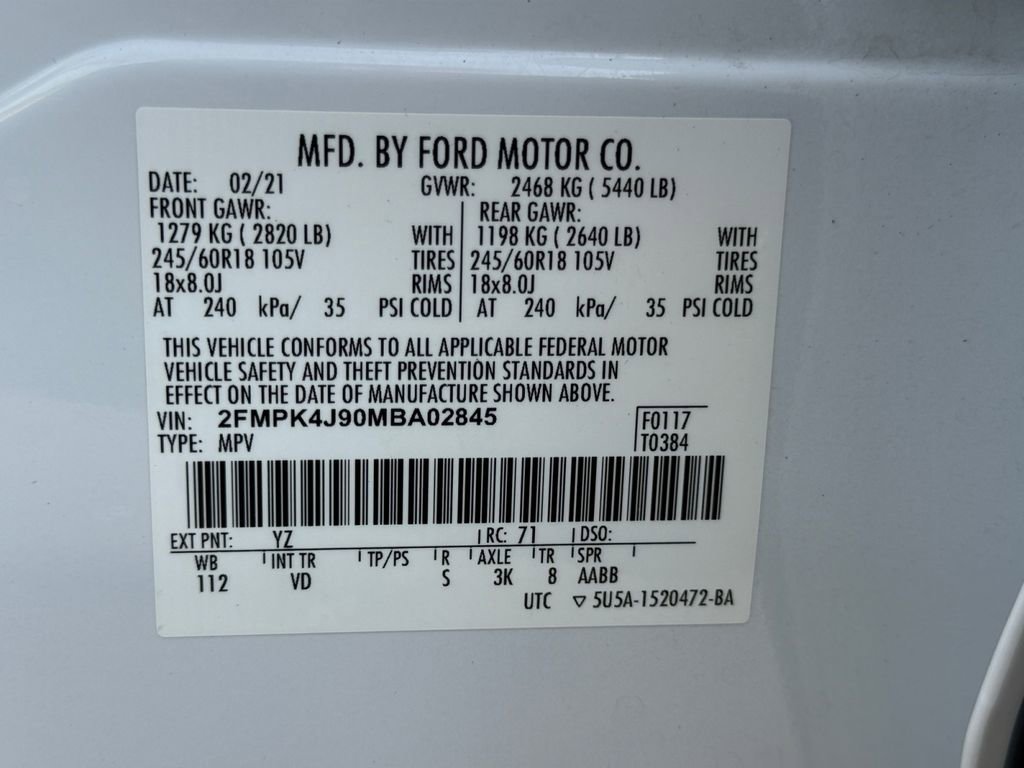 MFD. BY FORD MOTOR CO.
DATE: 02/21 GVWR: 2468 KG ( 5440 LB)
FRONT GAWR: REAR GAWR:
1279 KG ( 2820 LB) WITH 1198 KG ( 2640 LB) WITH
245/60R18 105V TIRES 245/60R18 105V TIRES
18x8.0J RIMS 18x8.0J RIMS
AT 240 kPa/ 35 PSI COLD AT 240 kPa/ 35 PSI COLD
THIS VEHICLE CONFORMS TO ALL APPLICABLE FEDERAL MOTOR
VEHICLE SAFETY AND THEFT PREVENTION STANDARDS IN
EFFECT ON THE DATE OF MANUFACTURE SHOWN ABOVE.
VIN: 2FMPK4J90MBA02845 F0117
TYPE: MPV T0384
EXT PNT: YZ RC: 71 DSO:
WB INT TR TP/PS R AXLE TR SPR
112 VD S 3K 8 AABB
UTC ▽ 5U5A-1520472-BA